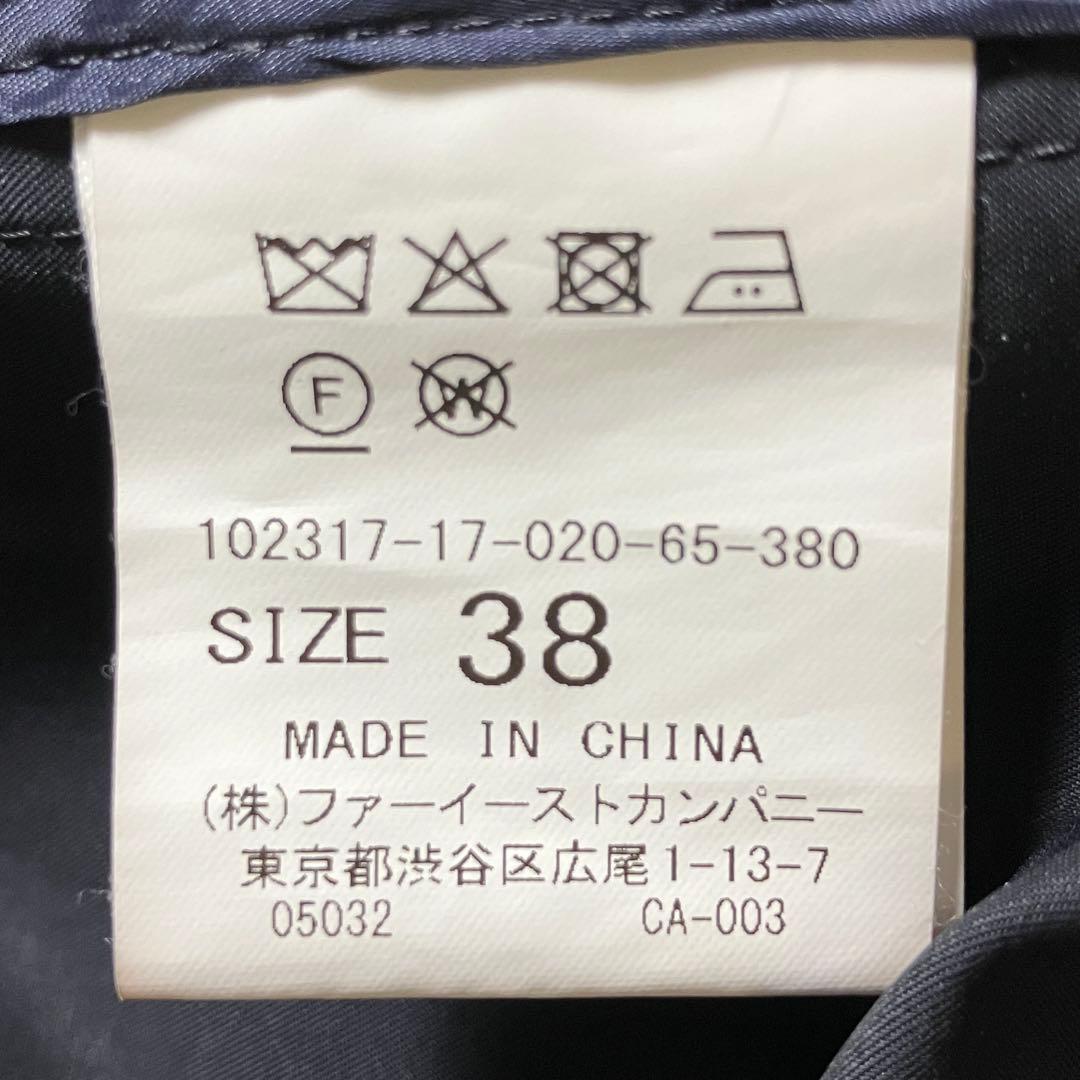 F W
102317-17-020-65-380
SIZE 38
MADE IN CHINA
(株)ファーイーストカンパニー
東京都渋谷区広尾1-13-7
05032 CA-003